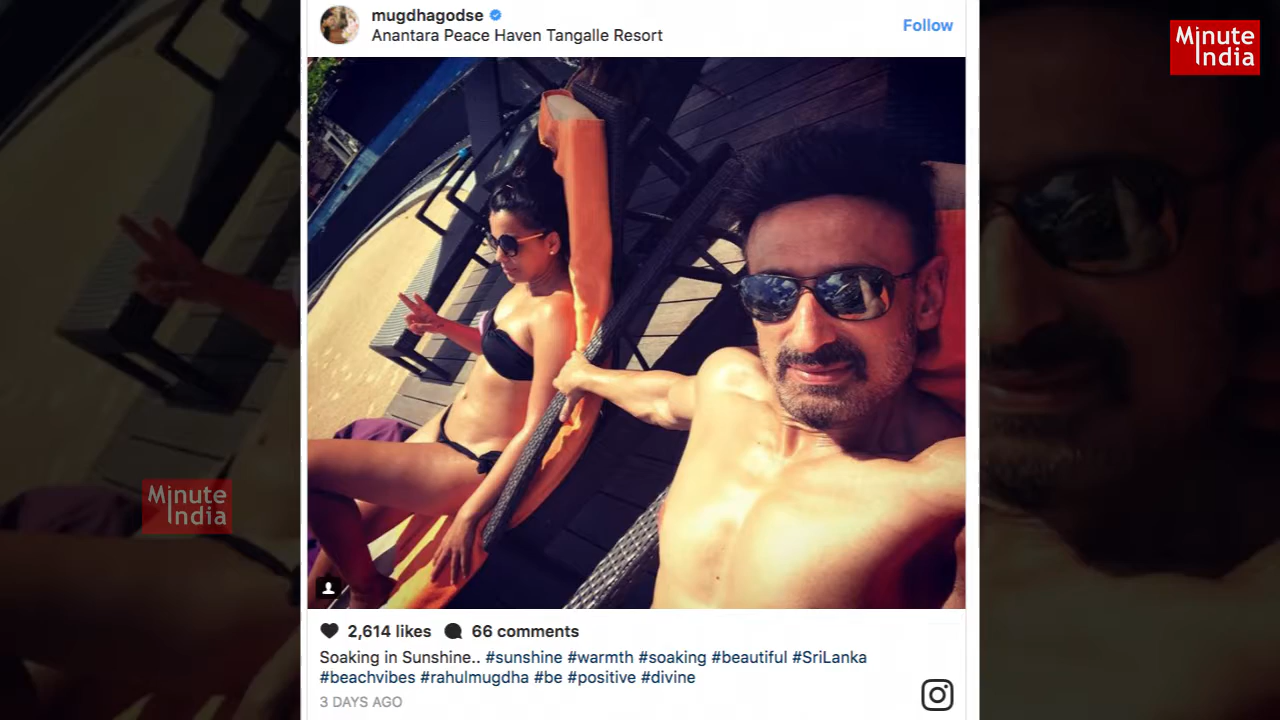 mugdhagodse
Anantara Peace Haven Tangalle Resort
Follow
Minute
India
Minute
India
2,614 likes 66 comments
Soaking in Sunshine.. #sunshine #warmth #soaking #beautiful #SriLanka
#beachvibes #rahulmugdha #be #positive #divine
3 DAYS AGO